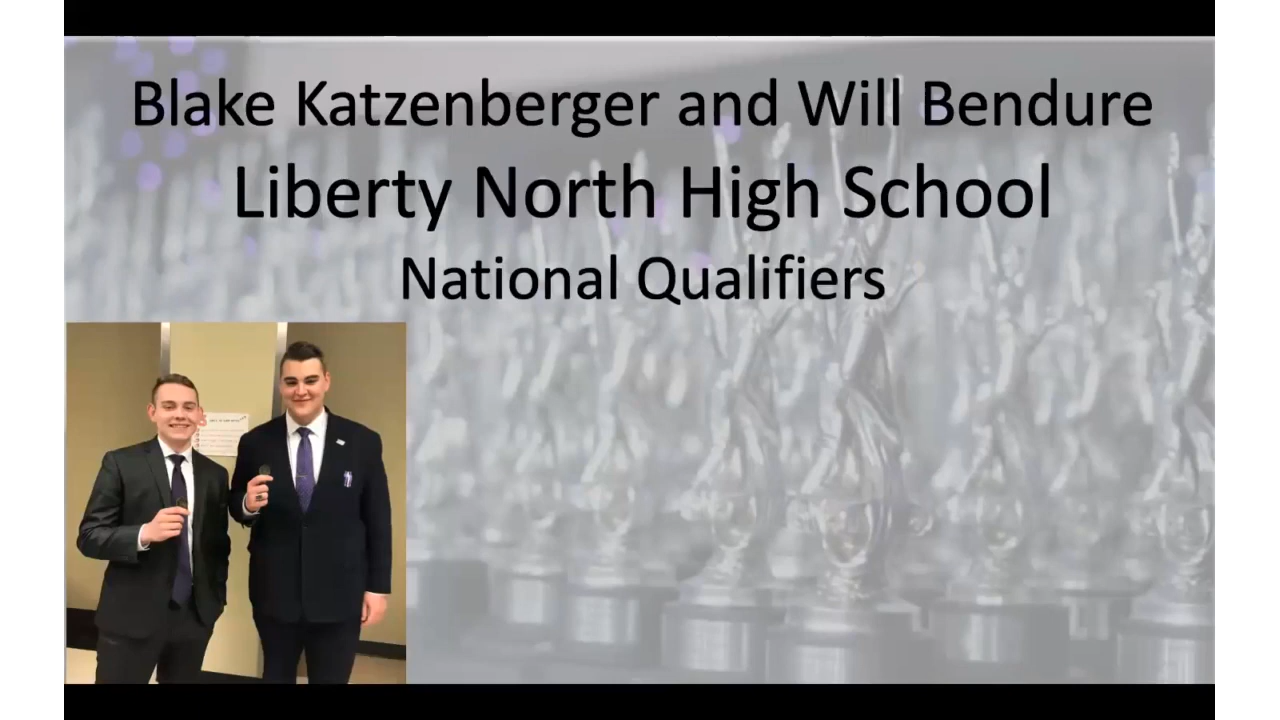 Blake Katzenberger and Will Bendure
Liberty North High School
National Qualifiers